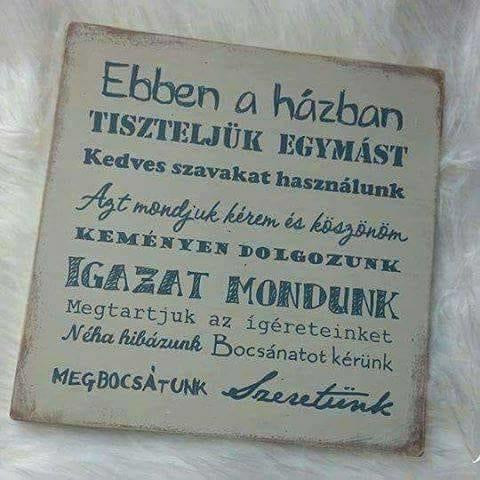 Ebben a házban
TISZTELJÜK EGYMÁST
Kedves szavakat használunk
Azt mondjuk kérem és köszönöm
KEMÉNYEN DOLGOZUNK
IGAZAT MONDUNK
Megtartjuk az ígéreteinket
Néha hibázunk Bocsánatot kérünk
MEGBOCSÁTUNK Szeretünk